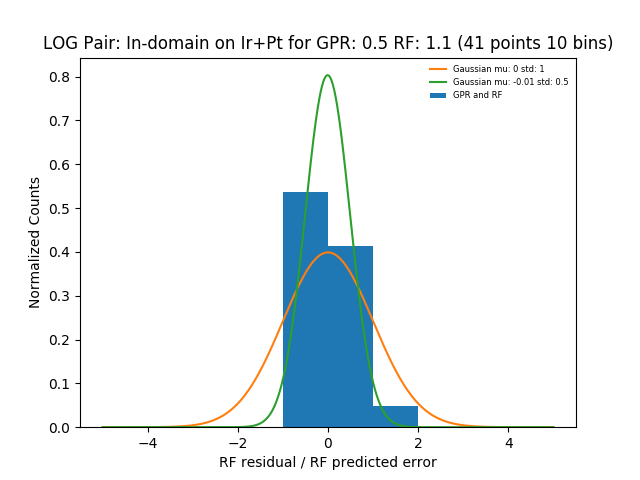 LOG Pair: In-domain on Ir+Pt for GPR: 0.5 RF: 1.1 (41 points 10 bins)
Gaussian mu: 0 std: 1
Gaussian mu: -0.01 std: 0.5
GPR and RF
Normalized Counts
0.8
0.7
0.6
0.5
0.4
0.3
0.2
0.1
0.0
−4 −2 0 2 4
RF residual / RF predicted error